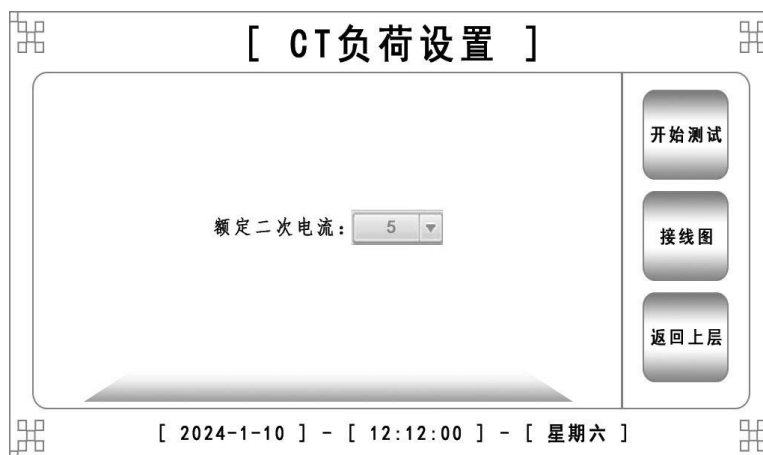 [ CT负荷设置 ]
额定二次电流: 5
开始测试
接线图
返回上层
[ 2024-1-10 ] - [ 12:12:00 ] - [ 星期六 ]